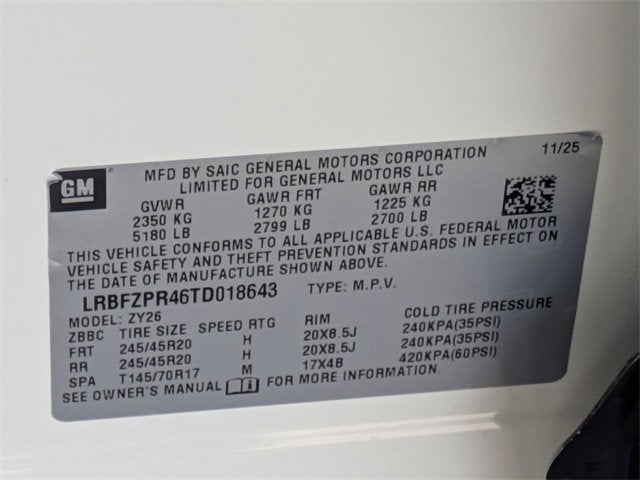 GM
MFD BY SAIC GENERAL MOTORS CORPORATION 11/25
LIMITED FOR GENERAL MOTORS LLC
GVWR GAWR FRT GAWR RR
2350 KG 1270 KG 1225 KG
5180 LB 2799 LB 2700 LB
THIS VEHICLE CONFORMS TO ALL APPLICABLE U.S. FEDERAL MOTOR
VEHICLE SAFETY AND THEFT PREVENTION STANDARDS IN EFFECT ON
THE DATE OF MANUFACTURE SHOWN ABOVE.
LRBFZPR46TD018643 TYPE: M.P.V.
MODEL: ZY26
ZBBC TIRE SIZE SPEED RTG RIM COLD TIRE PRESSURE
FRT 245/45R20 H 20X8.5J 240KPA(35PSI)
RR 245/45R20 H 20X8.5J 240KPA(35PSI)
SPA T145/70R17 M 17X4B 420KPA(60PSI)
SEE OWNER'S MANUAL FOR MORE INFORMATION.